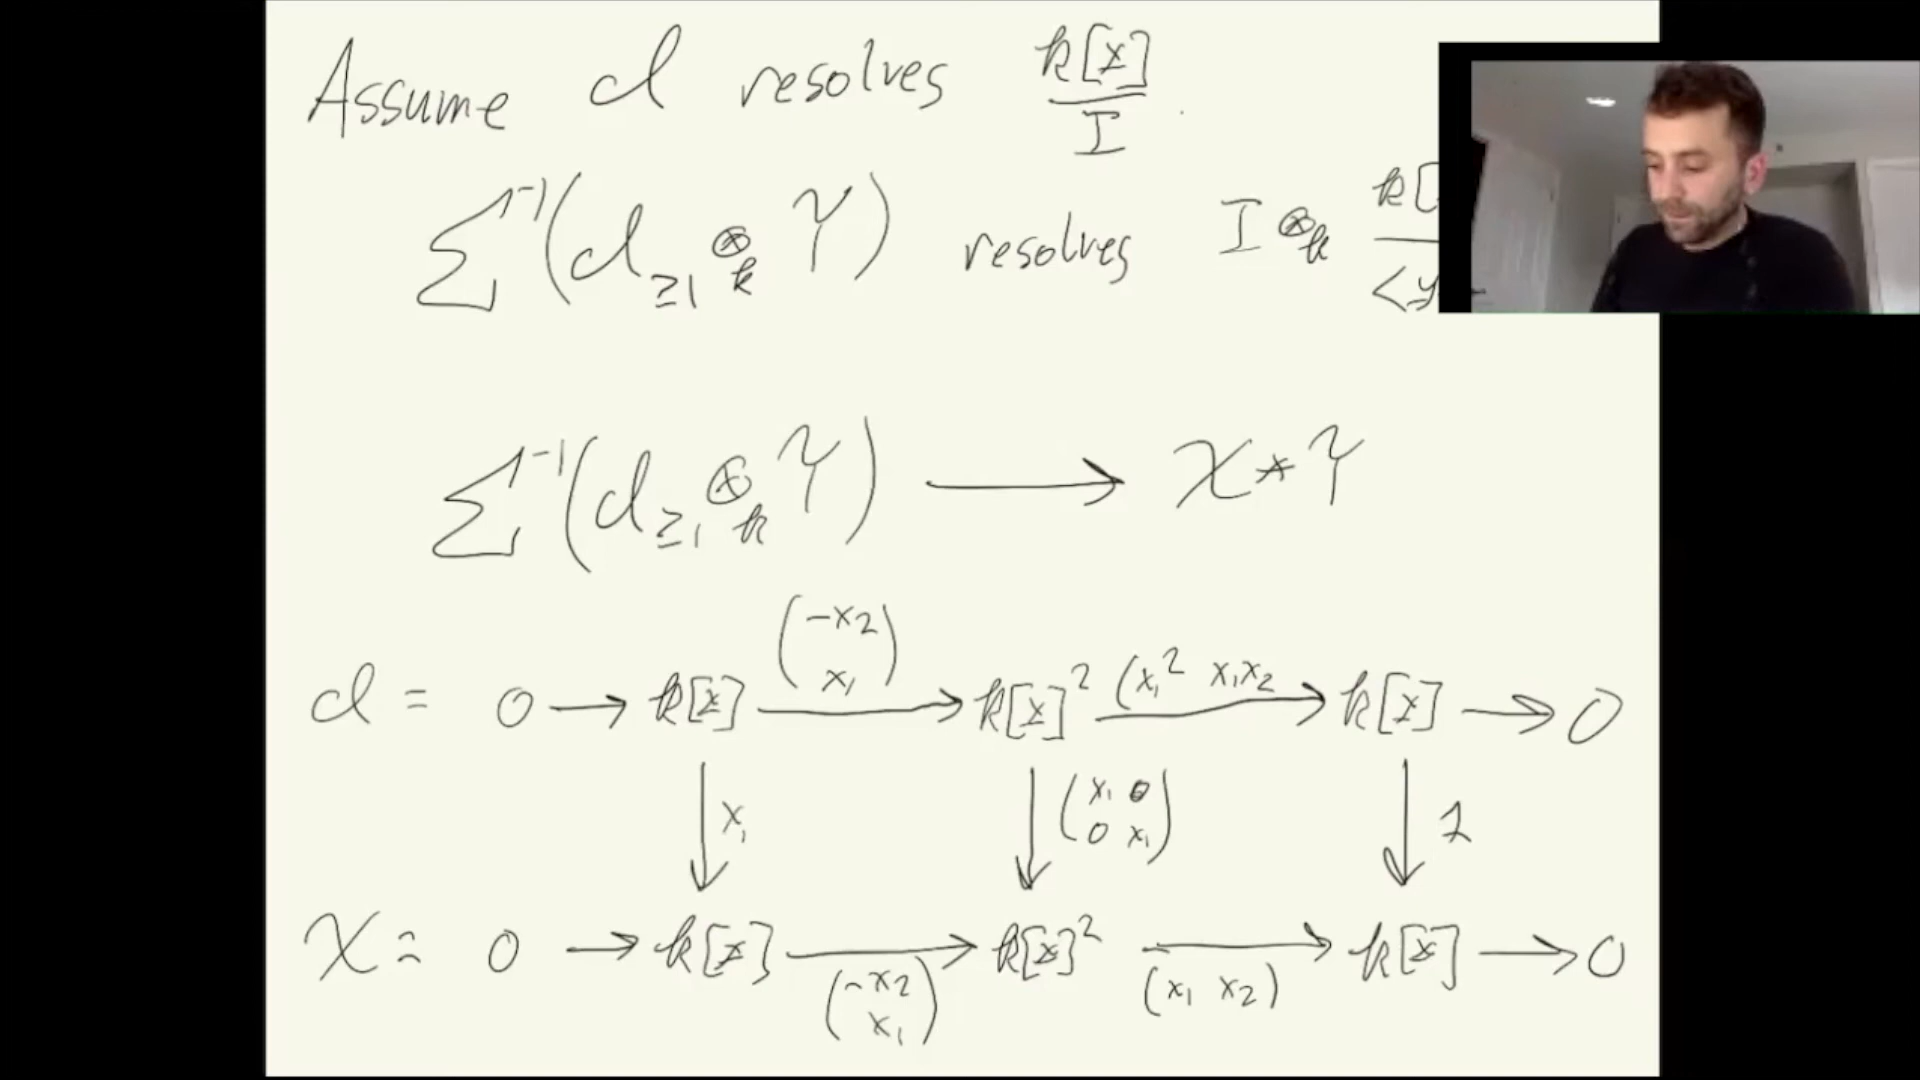 Assume d resolves k[x]/I.
Σ⁻¹(d≥1 ⊗k Y) resolves I ⊗k k[ / <y
Σ⁻¹(d≥1 ⊗k Y) → X * Y
(-x2 x1)
d = 0 → k[x] → k[x]² (x1² x1x2 → k[x] → 0
↓ x1 ↓ (x1 0 0 x1) ↓ 1
X = 0 → k[x] → k[x]² → k[x] → 0
(-x2 x1) (x1 x2)